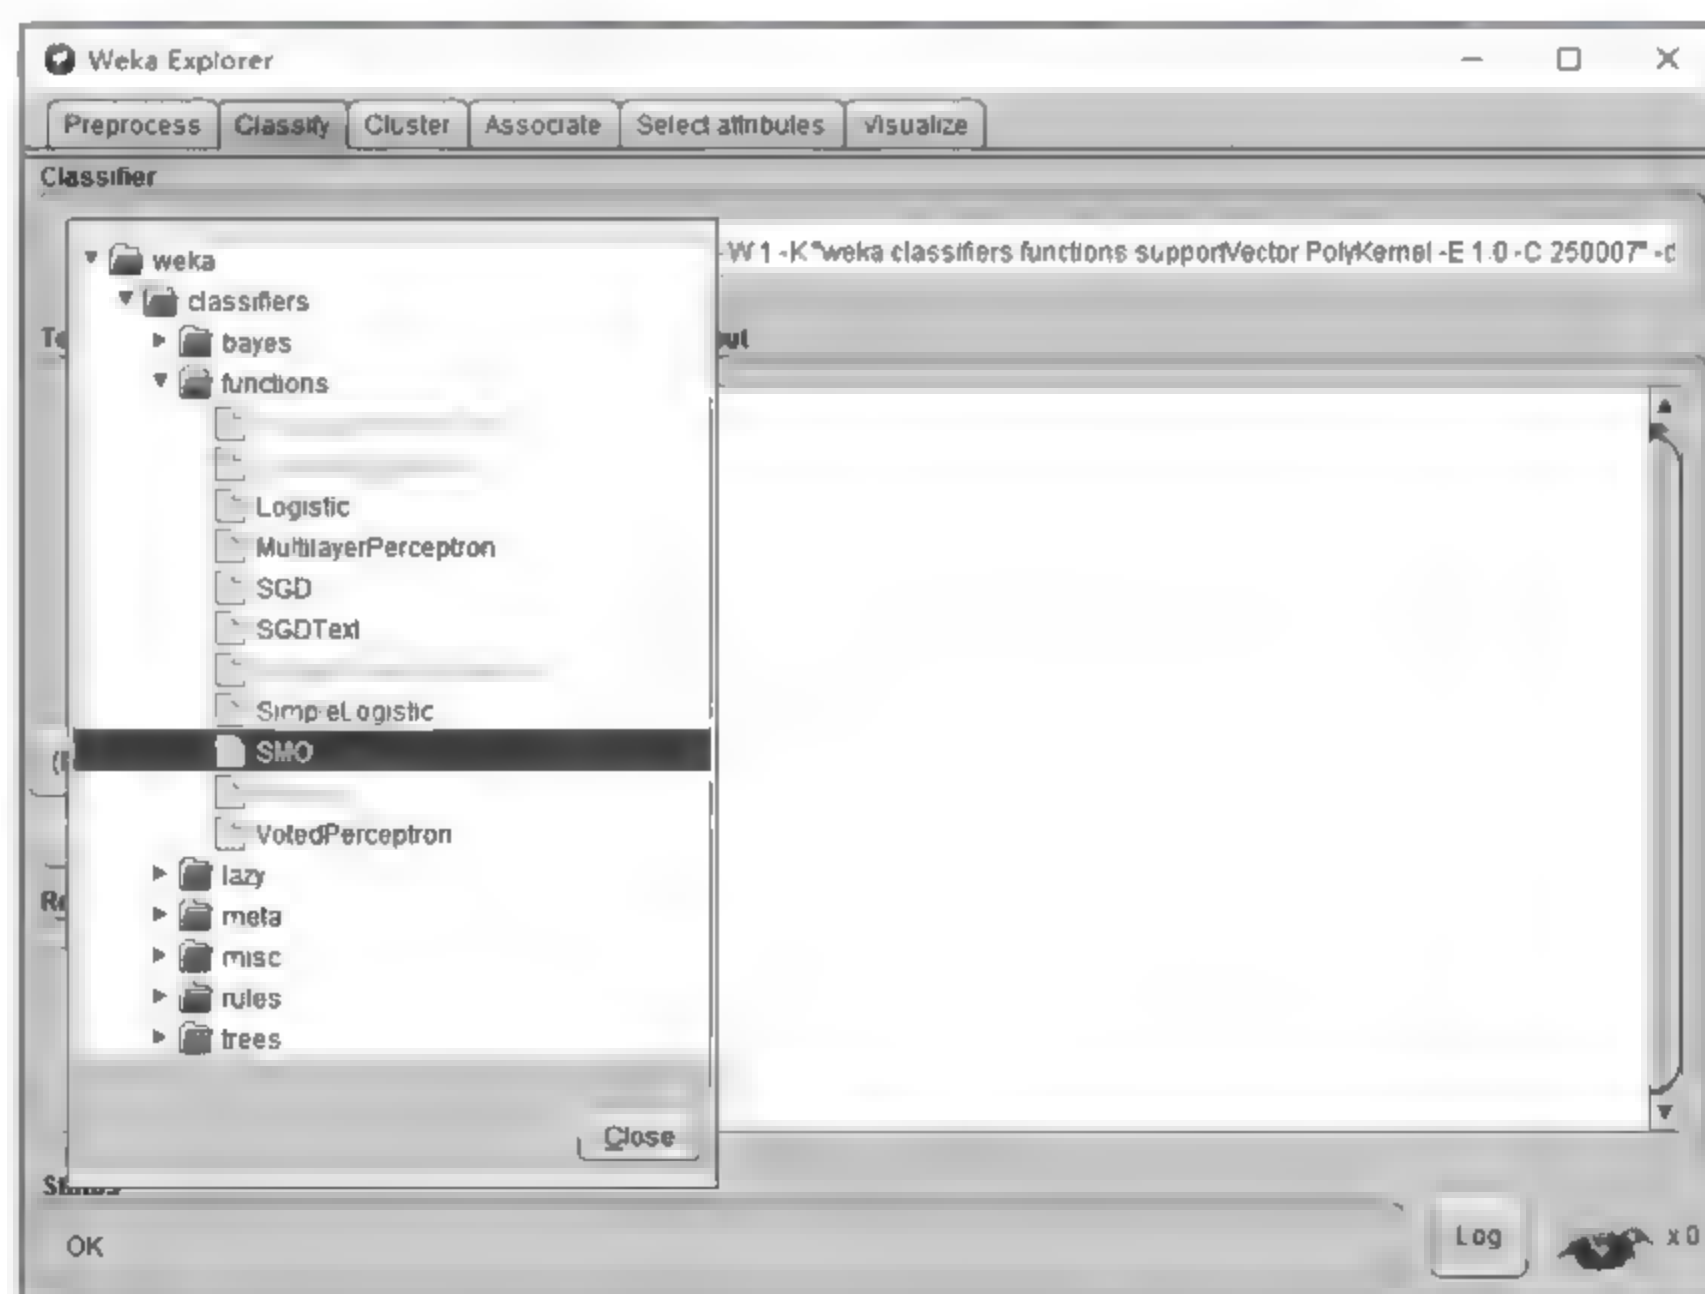 Weka Explorer
Preprocess Classify Cluster Associate Select attributes Visualize
Classifier
-W 1 -K "weka classifiers functions supportVector PolyKernel -E 1.0 -C 250007" -c
weka
classifiers
bayes
functions
Logistic
MultilayerPerceptron
SGD
SGDText
SimpleLogistic
SMO
VotedPerceptron
lazy
meta
misc
rules
trees
Close
Status
OK
Log
x 0